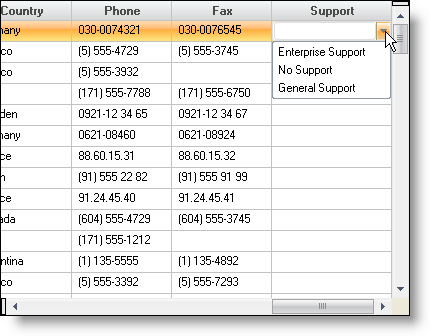 Country Phone Fax Support
many 030-0074321 030-0076545
co (5) 555-4729 (5) 555-3745
Enterprise Support
co (5) 555-3932
No Support
(171) 555-7788 (171) 555-6750
General Support
den 0921-12 34 65 0921-12 34 67
many 0621-08460 0621-08924
ce 88.60.15.31 88.60.15.32
n (91) 555 22 82 (91) 555 91 99
ce 91.24.45.40 91.24.45.41
ada (604) 555-4729 (604) 555-3745
(171) 555-1212
ntina (1) 135-5555 (1) 135-4892
co (5) 555-3392 (5) 555-7293